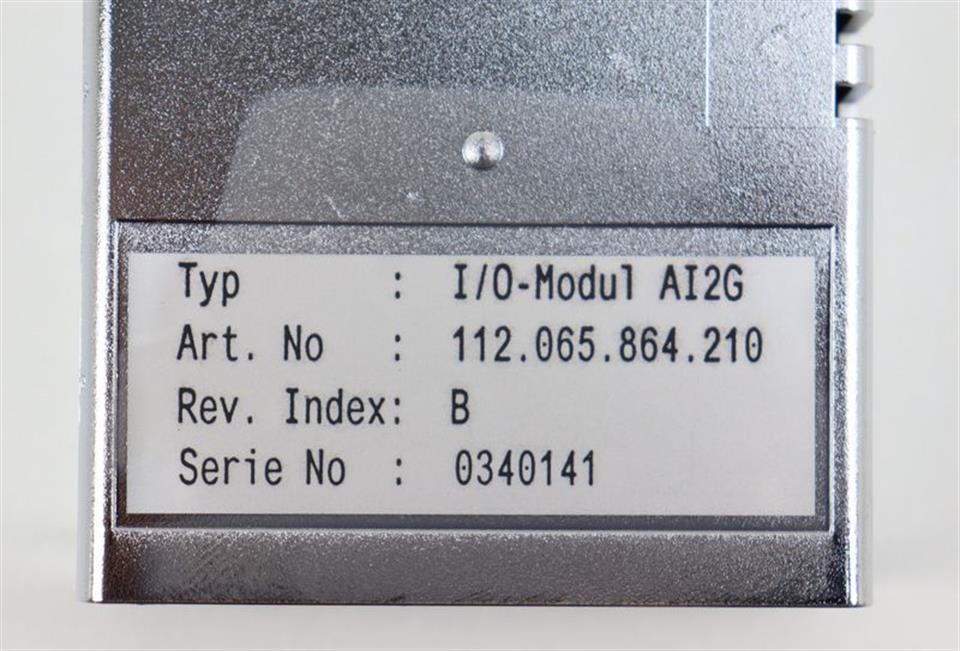 Typ : I/O-Modul AI2G
Art. No : 112.065.864.210
Rev. Index: B
Serie No : 0340141